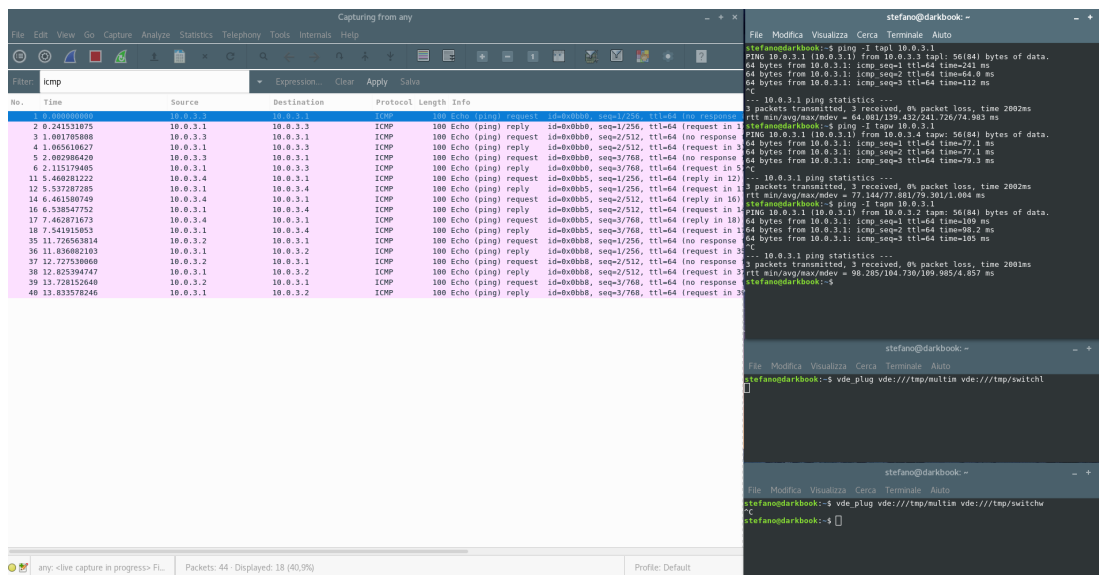 Capturing from any
File Edit View Go Capture Analyze Statistics Telephony Tools Internals Help
Filter: icmp Expression... Clear Apply Salva
No. Time Source Destination Protocol Length Info
1 0.000000000 10.0.3.3 10.0.3.1 ICMP 100 Echo (ping) request id=0x0bb0, seq=1/256, ttl=64 (no response
2 0.241531075 10.0.3.1 10.0.3.3 ICMP 100 Echo (ping) reply id=0x0bb0, seq=1/256, ttl=64 (request in 1
3 1.001705808 10.0.3.3 10.0.3.1 ICMP 100 Echo (ping) request id=0x0bb0, seq=2/512, ttl=64 (no response
4 1.065610627 10.0.3.1 10.0.3.3 ICMP 100 Echo (ping) reply id=0x0bb0, seq=2/512, ttl=64 (request in 3
5 2.002986420 10.0.3.3 10.0.3.1 ICMP 100 Echo (ping) request id=0x0bb0, seq=3/768, ttl=64 (no response
6 2.115179405 10.0.3.1 10.0.3.3 ICMP 100 Echo (ping) reply id=0x0bb0, seq=3/768, ttl=64 (request in 5
11 5.460281222 10.0.3.4 10.0.3.1 ICMP 100 Echo (ping) request id=0x0bb5, seq=1/256, ttl=64 (reply in 12)
12 5.537287285 10.0.3.1 10.0.3.4 ICMP 100 Echo (ping) reply id=0x0bb5, seq=1/256, ttl=64 (request in 1
14 6.461580749 10.0.3.4 10.0.3.1 ICMP 100 Echo (ping) request id=0x0bb5, seq=2/512, ttl=64 (reply in 16)
16 6.538547752 10.0.3.1 10.0.3.4 ICMP 100 Echo (ping) reply id=0x0bb5, seq=2/512, ttl=64 (request in 1
17 7.462871673 10.0.3.4 10.0.3.1 ICMP 100 Echo (ping) request id=0x0bb5, seq=3/768, ttl=64 (reply in 18)
18 7.541915053 10.0.3.1 10.0.3.4 ICMP 100 Echo (ping) reply id=0x0bb5, seq=3/768, ttl=64 (request in 1
35 11.726563814 10.0.3.2 10.0.3.1 ICMP 100 Echo (ping) request id=0x0bb8, seq=1/256, ttl=64 (no response
36 11.836082103 10.0.3.1 10.0.3.2 ICMP 100 Echo (ping) reply id=0x0bb8, seq=1/256, ttl=64 (request in 3
37 12.727530060 10.0.3.2 10.0.3.1 ICMP 100 Echo (ping) request id=0x0bb8, seq=2/512, ttl=64 (no response
38 12.825394747 10.0.3.1 10.0.3.2 ICMP 100 Echo (ping) reply id=0x0bb8, seq=2/512, ttl=64 (request in 3
39 13.728152640 10.0.3.2 10.0.3.1 ICMP 100 Echo (ping) request id=0x0bb8, seq=3/768, ttl=64 (no response
40 13.833578246 10.0.3.1 10.0.3.2 ICMP 100 Echo (ping) reply id=0x0bb8, seq=3/768, ttl=64 (request in 39
any: <live capture in progress> Fi... Packets: 44 · Displayed: 18 (40,9%) Profile: Default
stefano@darkbook: ~
File Modifica Visualizza Cerca Terminale Aiuto
stefano@darkbook:~$ ping -I tapl 10.0.3.1
PING 10.0.3.1 (10.0.3.1) from 10.0.3.3 tapl: 56(84) bytes of data.
64 bytes from 10.0.3.1: icmp_seq=1 ttl=64 time=241 ms
64 bytes from 10.0.3.1: icmp_seq=2 ttl=64 time=64.0 ms
64 bytes from 10.0.3.1: icmp_seq=3 ttl=64 time=112 ms
^C
--- 10.0.3.1 ping statistics ---
3 packets transmitted, 3 received, 0% packet loss, time 2002ms
rtt min/avg/max/mdev = 64.081/139.432/241.726/74.983 ms
stefano@darkbook:~$ ping -I tapw 10.0.3.1
PING 10.0.3.1 (10.0.3.1) from 10.0.3.4 tapw: 56(84) bytes of data.
64 bytes from 10.0.3.1: icmp_seq=1 ttl=64 time=77.1 ms
64 bytes from 10.0.3.1: icmp_seq=2 ttl=64 time=77.1 ms
64 bytes from 10.0.3.1: icmp_seq=3 ttl=64 time=79.3 ms
^C
--- 10.0.3.1 ping statistics ---
3 packets transmitted, 3 received, 0% packet loss, time 2002ms
rtt min/avg/max/mdev = 77.144/77.881/79.301/1.004 ms
stefano@darkbook:~$ ping -I tapm 10.0.3.1
PING 10.0.3.1 (10.0.3.1) from 10.0.3.2 tapm: 56(84) bytes of data.
64 bytes from 10.0.3.1: icmp_seq=1 ttl=64 time=109 ms
64 bytes from 10.0.3.1: icmp_seq=2 ttl=64 time=98.2 ms
64 bytes from 10.0.3.1: icmp_seq=3 ttl=64 time=105 ms
^C
--- 10.0.3.1 ping statistics ---
3 packets transmitted, 3 received, 0% packet loss, time 2001ms
rtt min/avg/max/mdev = 98.285/104.730/109.985/4.857 ms
stefano@darkbook:~$
stefano@darkbook: ~
File Modifica Visualizza Cerca Terminale Aiuto
stefano@darkbook:~$ vde_plug vde:///tmp/multim vde:///tmp/switchl
stefano@darkbook: ~
File Modifica Visualizza Cerca Terminale Aiuto
stefano@darkbook:~$ vde_plug vde:///tmp/multim vde:///tmp/switchw
^C
stefano@darkbook:~$